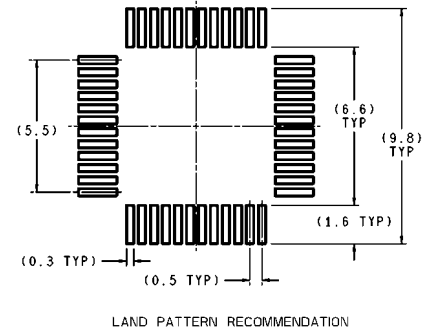 (5.5)
(6.6)
TYP
(9.8)
TYP
(1.6 TYP)
(0.3 TYP)
(0.5 TYP)
LAND PATTERN RECOMMENDATION